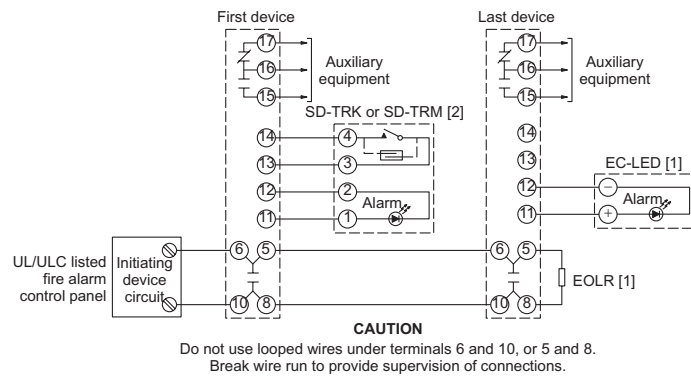 First device
Last device
17
16
15
Auxiliary
equipment
17
16
15
Auxiliary
equipment
SD-TRK or SD-TRM [2]
14
13
12
11
4
3
2
1
Alarm
14
13
12
11
EC-LED [1]
−
+
Alarm
UL/ULC listed
fire alarm
control panel
Initiating
device
circuit
6
5
10
8
6
5
10
8
EOLR [1]
CAUTION
Do not use looped wires under terminals 6 and 10, or 5 and 8.
Break wire run to provide supervision of connections.